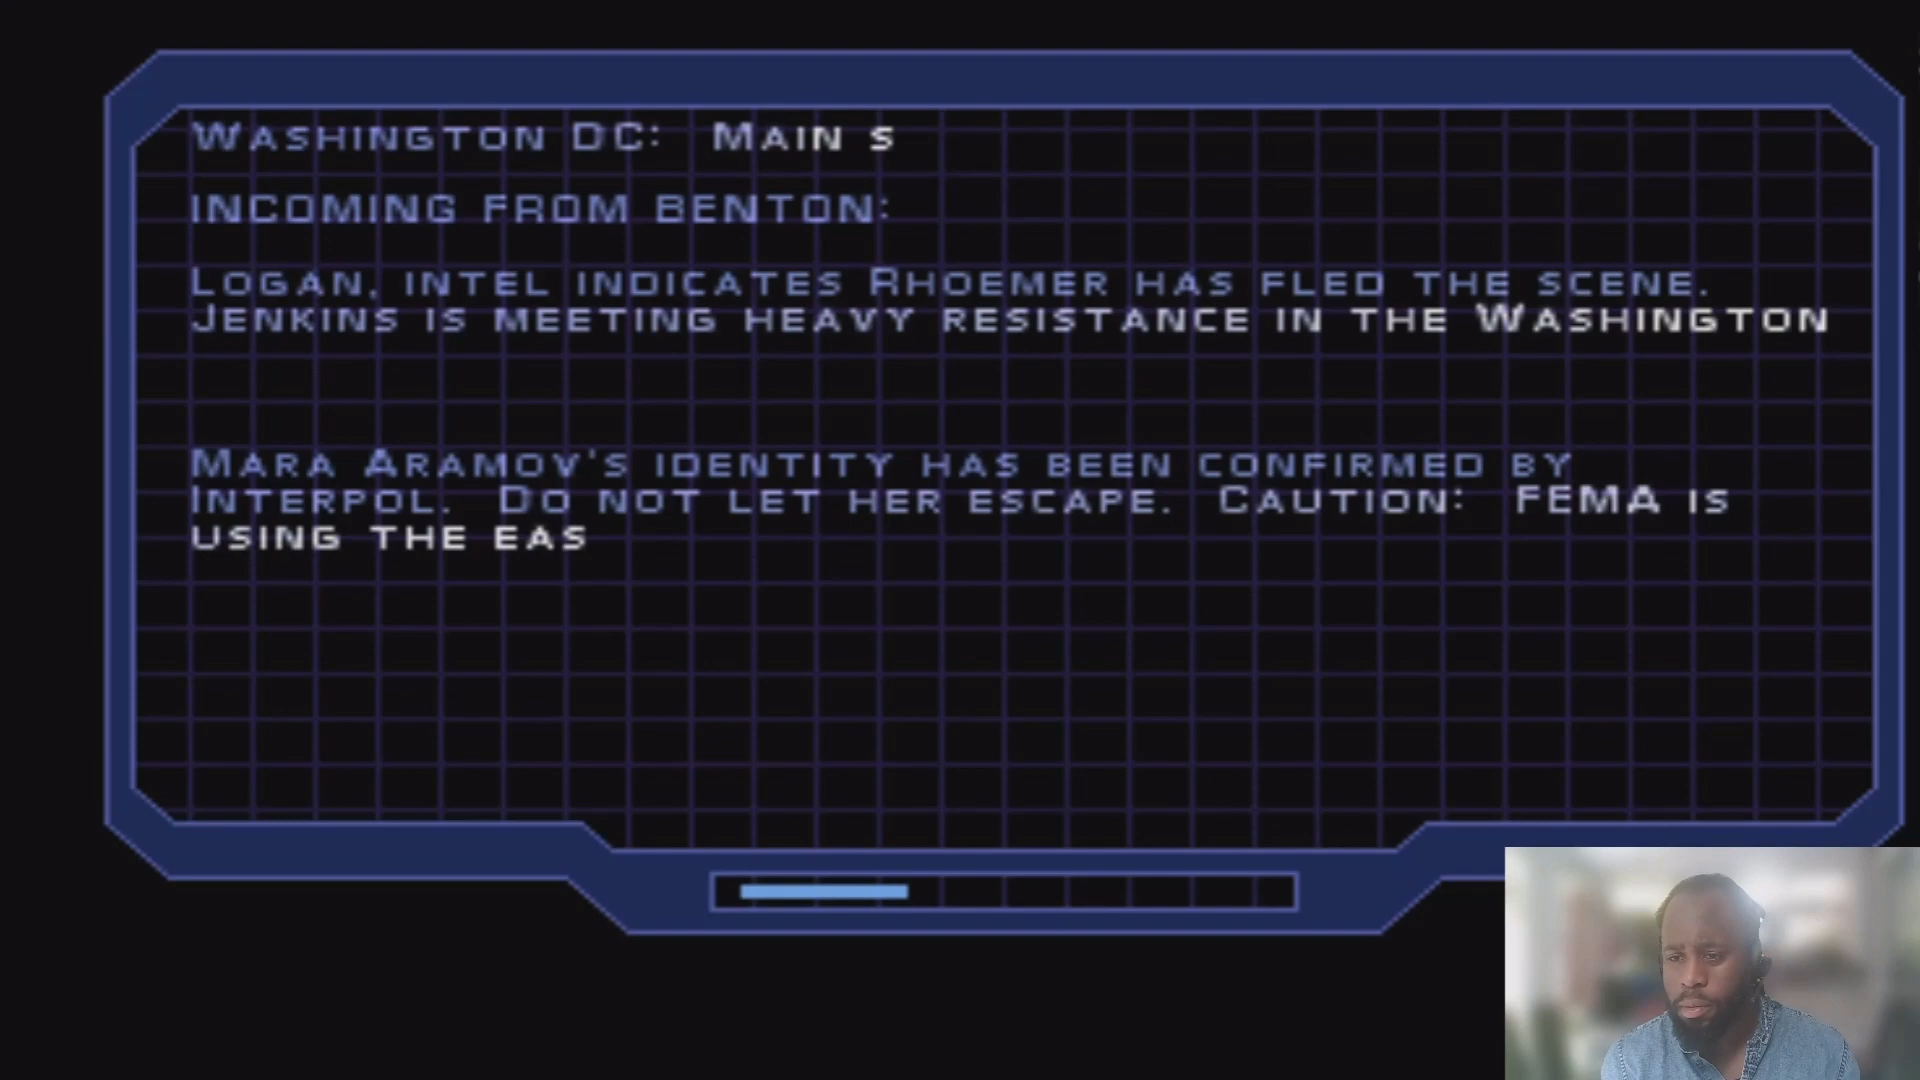 Washington DC: Main s
INCOMING FROM BENTON:
Logan, intel indicates Rhoemer has fled the scene.
Jenkins is meeting heavy resistance in the Washington
Mara Aramov's identity has been confirmed by
Interpol. Do not let her escape. Caution: FEMA is
using the eas